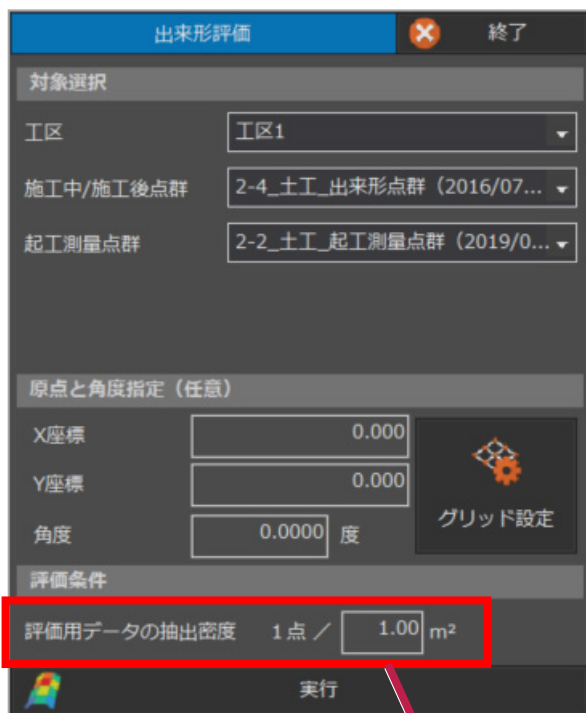 出来形評価 終了
対象選択
工区 工区1
施工中/施工後点群 2-4_土工_出来形点群（2016/07...
起工測量点群 2-2_土工_起工測量点群（2019/0...
原点と角度指定（任意）
X座標 0.000
Y座標 0.000
角度 0.0000 度
グリッド設定
評価条件
評価用データの抽出密度 1点 ／ 1.00 m²
実行